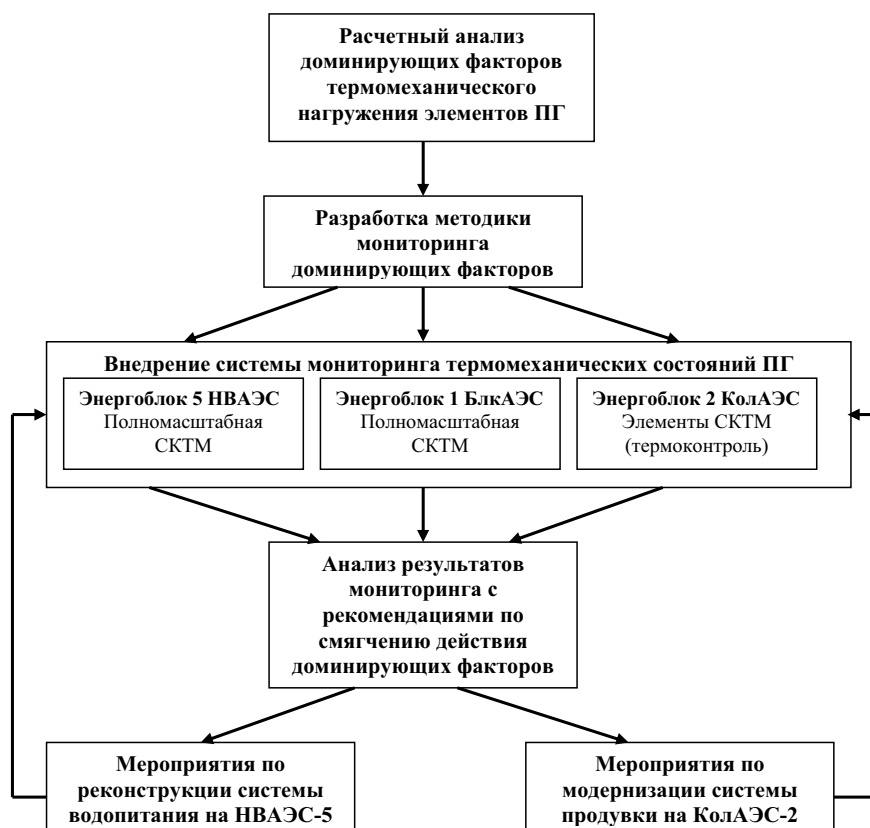 Расчетный анализ
доминирующих факторов
термомеханического
нагружения элементов ПГ
Разработка методики
мониторинга
доминирующих факторов
Внедрение системы мониторинга термомеханических состояний ПГ
Энергоблок 5 НВАЭС
Полномасштабная
СКТМ
Энергоблок 1 БлкАЭС
Полномасштабная
СКТМ
Энергоблок 2 КолАЭС
Элементы СКТМ
(термоконтроль)
Анализ результатов
мониторинга с
рекомендациями по
смягчению действия
доминирующих факторов
Мероприятия по
реконструкции системы
водопитания на НВАЭС-5
Мероприятия по
модернизации системы
продувки на КолАЭС-2